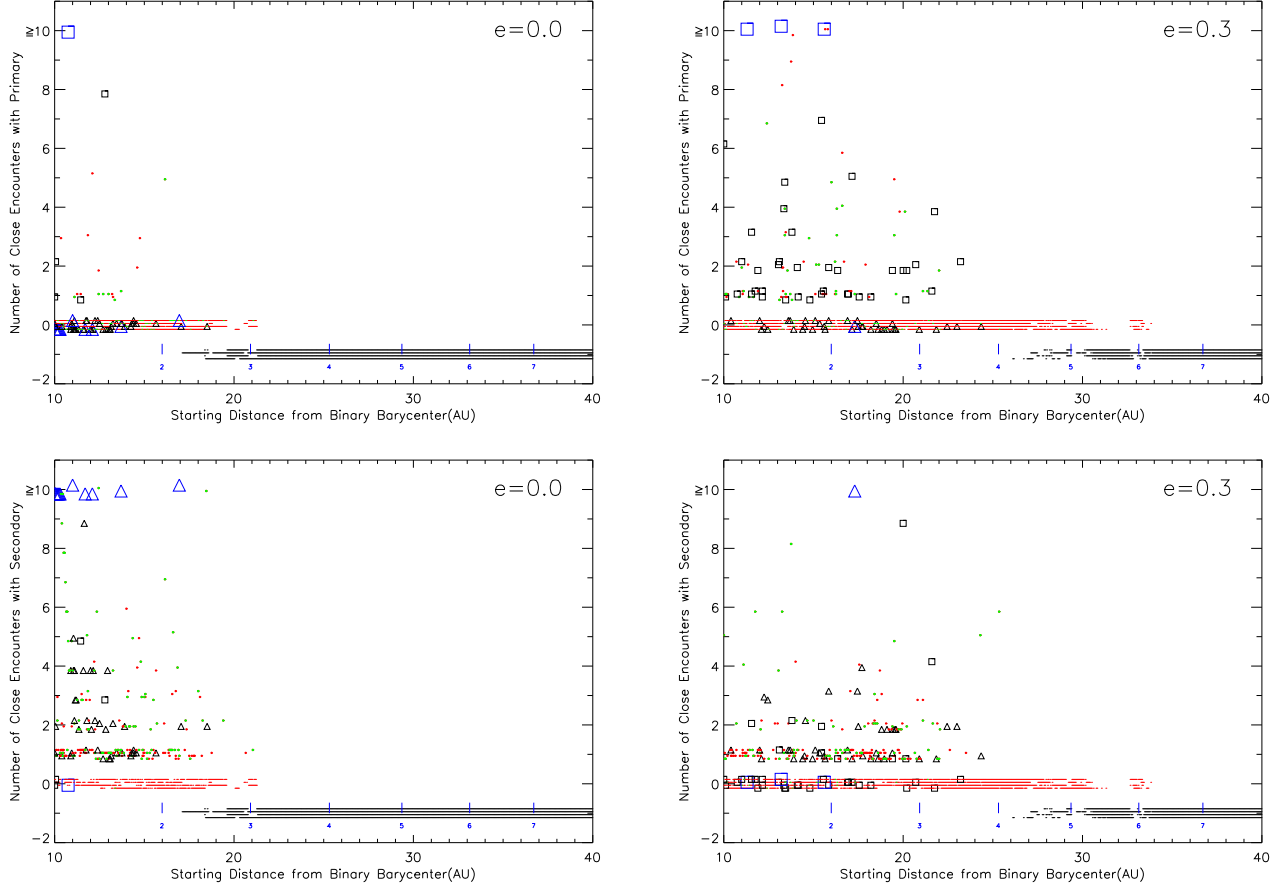 e=0.0
Number of Close Encounters with Primary
≥10
8
6
4
2
0
−2
2 3 4 5 6 7
10 20 30 40
Starting Distance from Binary Barycenter(AU)
e=0.3
Number of Close Encounters with Primary
≥10
8
6
4
2
0
−2
2 3 4 5 6 7
10 20 30 40
Starting Distance from Binary Barycenter(AU)
e=0.0
Number of Close Encounters with Secondary
≥10
8
6
4
2
0
−2
2 3 4 5 6 7
10 20 30 40
Starting Distance from Binary Barycenter(AU)
e=0.3
Number of Close Encounters with Secondary
≥10
8
6
4
2
0
−2
2 3 4 5 6 7
10 20 30 40
Starting Distance from Binary Barycenter(AU)